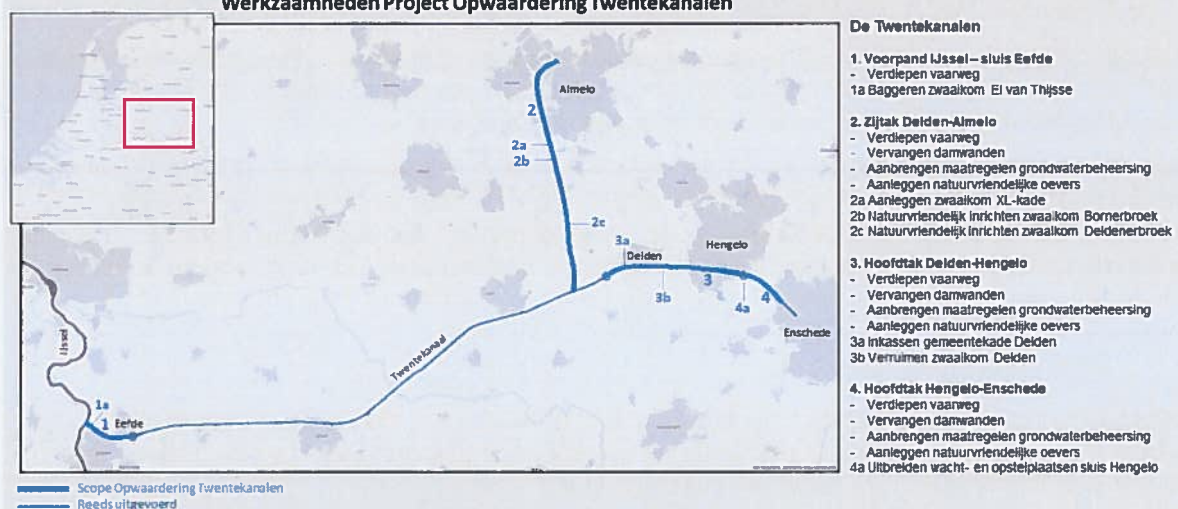 Werkzaamheden Project Opwaardering Twentekanalen
Almelo
2
2a
2b
2c
3a
Delden
Hengelo
3b
3
4a
4
Enschede
IJssel
Twentekanaal
1a
1
Eefde
Scope Opwaardering Twentekanalen
Reeds uitgevoerd
De Twentekanalen
1. Voorpand IJssel – sluis Eefde
- Verdiepen vaarweg
1a Baggeren zwaaikom El van Thijsse
2. Zijtak Delden-Almelo
- Verdiepen vaarweg
- Vervangen damwanden
- Aanbrengen maatregelen grondwaterbeheersing
- Aanleggen natuurvriendelijke oevers
2a Aanleggen zwaaikom XL-kade
2b Natuurvriendelijk inrichten zwaaikom Bornerbroek
2c Natuurvriendelijk inrichten zwaaikom Deldenerbroek
3. Hoofdtak Delden-Hengelo
- Verdiepen vaarweg
- Vervangen damwanden
- Aanbrengen maatregelen grondwaterbeheersing
- Aanleggen natuurvriendelijke oevers
3a Inkassen gemeentekade Delden
3b Verruimen zwaaikom Delden
4. Hoofdtak Hengelo-Enschede
- Verdiepen vaarweg
- Vervangen damwanden
- Aanbrengen maatregelen grondwaterbeheersing
- Aanleggen natuurvriendelijke oevers
4a Uitbreiden wacht- en opstelplaatsen sluis Hengelo